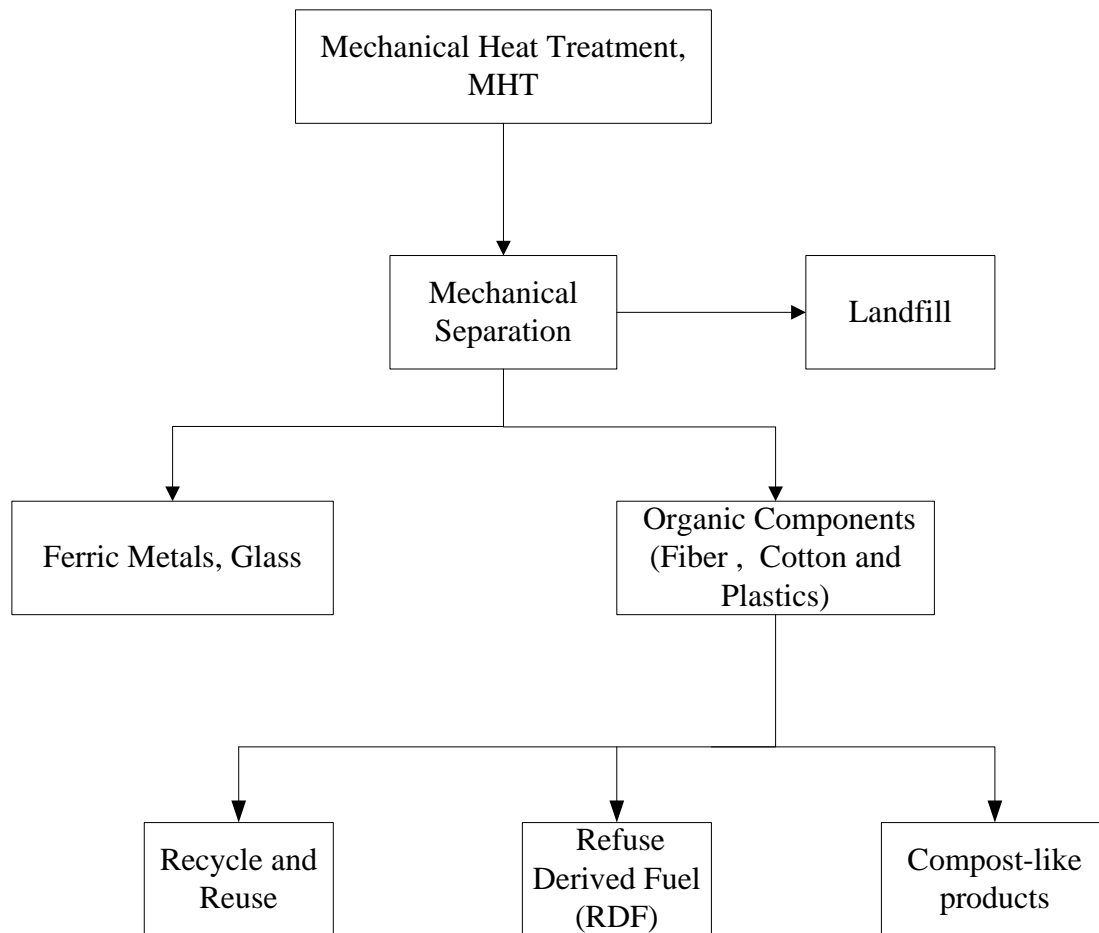 Mechanical Heat Treatment,
MHT
Mechanical
Separation
Landfill
Ferric Metals, Glass
Organic Components
(Fiber , Cotton and
Plastics)
Recycle and
Reuse
Refuse
Derived Fuel
(RDF)
Compost-like
products